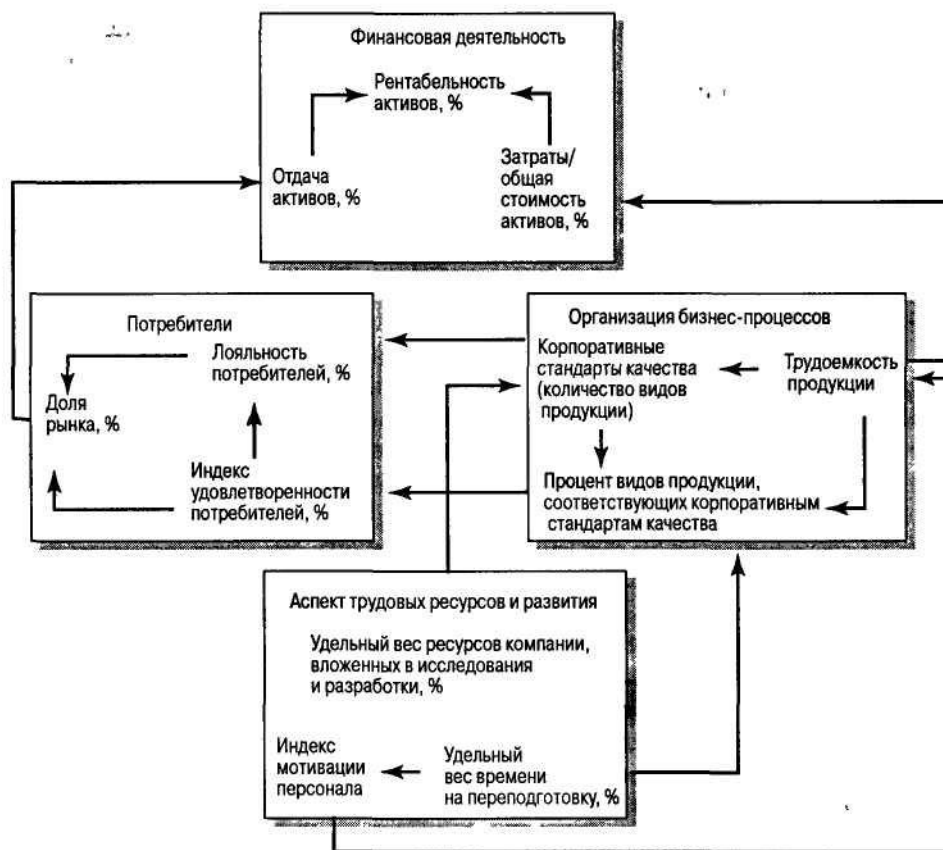 Финансовая деятельность
Рентабельность
активов, %
Отдача
активов, %
Затраты/
общая
стоимость
активов, %
Потребители
Лояльность
потребителей, %
Доля
рынка, %
Индекс
удовлетворенности
потребителей, %
Организация бизнес-процессов
Корпоративные
стандарты качества
(количество видов
продукции)
Трудоемкость
продукции
Процент видов продукции,
соответствующих корпоративным
стандартам качества
Аспект трудовых ресурсов и развития
Удельный вес ресурсов компании,
вложенных в исследования
и разработки, %
Индекс
мотивации
персонала
Удельный
вес времени
на переподготовку, %